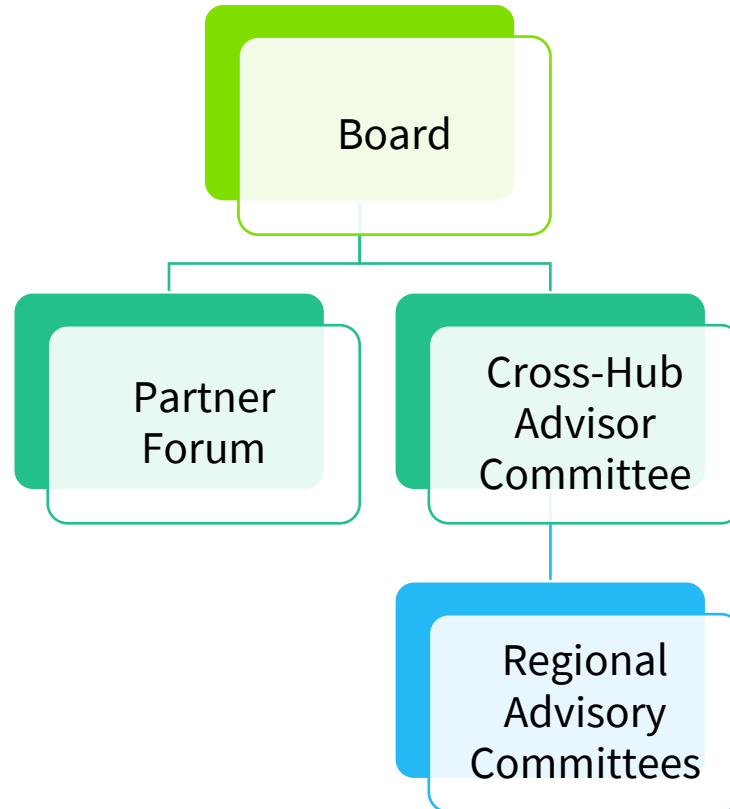 Board
Partner
Forum
Cross-Hub
Advisor
Committee
Regional
Advisory
Committees